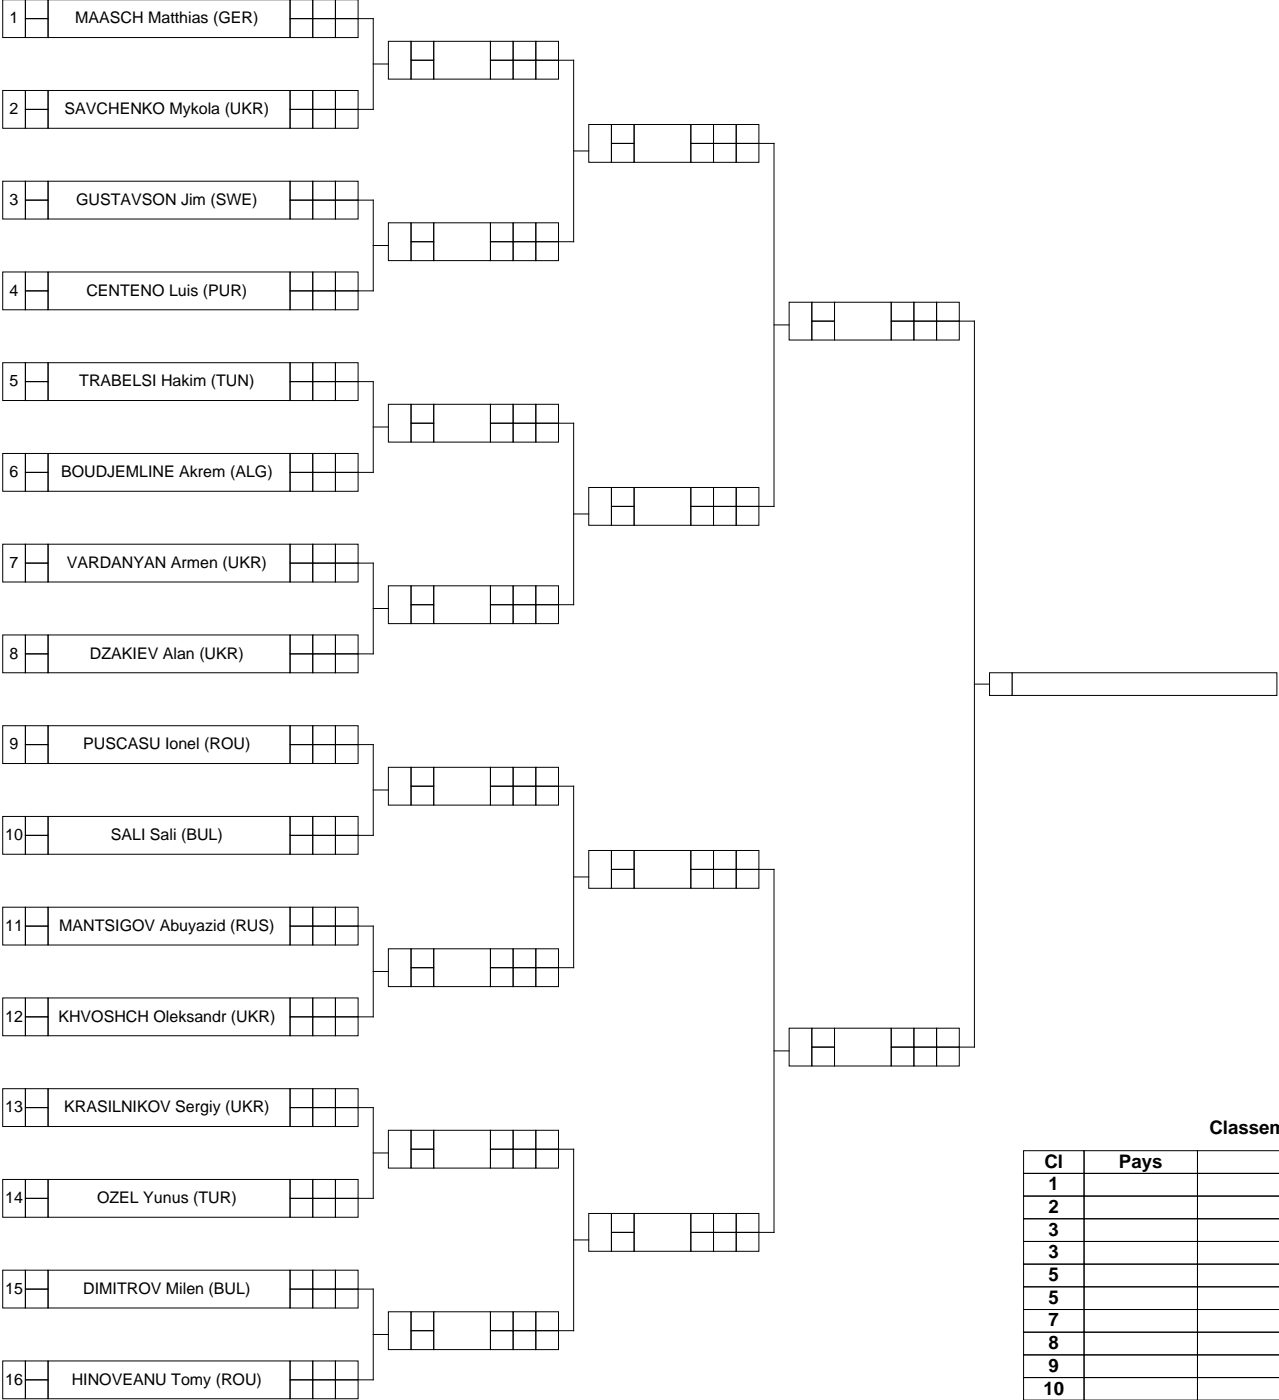 1 MAASCH Matthias (GER)
2 SAVCHENKO Mykola (UKR)
3 GUSTAVSON Jim (SWE)
4 CENTENO Luis (PUR)
5 TRABELSI Hakim (TUN)
6 BOUDJEMLINE Akrem (ALG)
7 VARDANYAN Armen (UKR)
8 DZAKIEV Alan (UKR)
9 PUSCASU Ionel (ROU)
10 SALI Sali (BUL)
11 MANTSIGOV Abuyazid (RUS)
12 KHVOSHCH Oleksandr (UKR)
13 KRASILNIKOV Sergiy (UKR)
14 OZEL Yunus (TUR)
15 DIMITROV Milen (BUL)
16 HINOVEANU Tomy (ROU)
Classem
Cl Pays
1
2
3
3
5
5
7
8
9
10